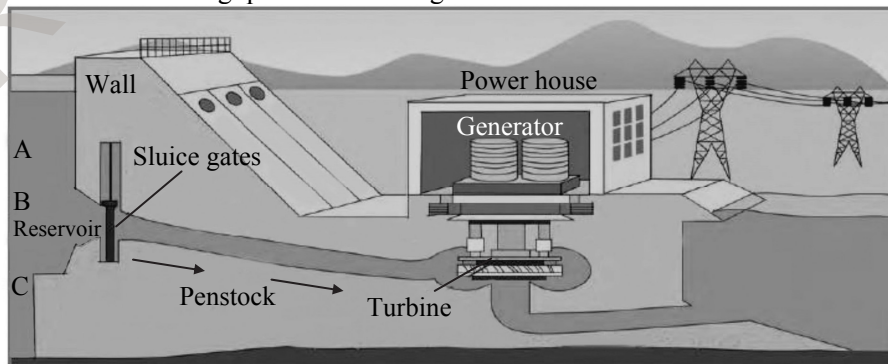 Wall
Power house
Generator
A
Sluice gates
B
Reservoir
C
Penstock
Turbine